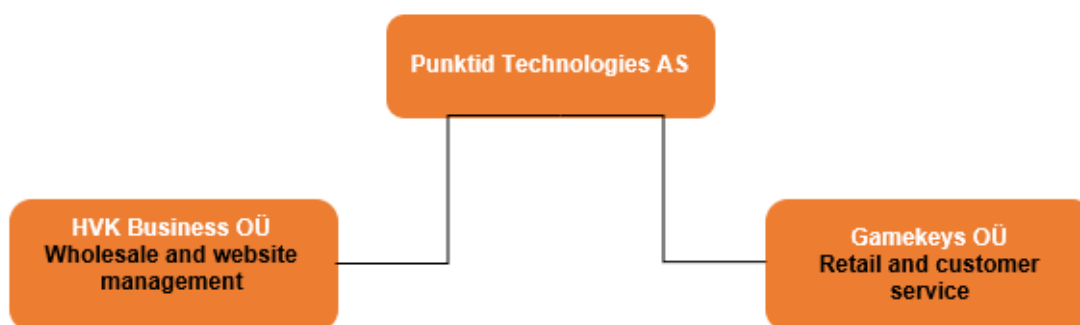 Punktid Technologies AS
HVK Business OÜ
Wholesale and website
management
Gamekeys OÜ
Retail and customer
service